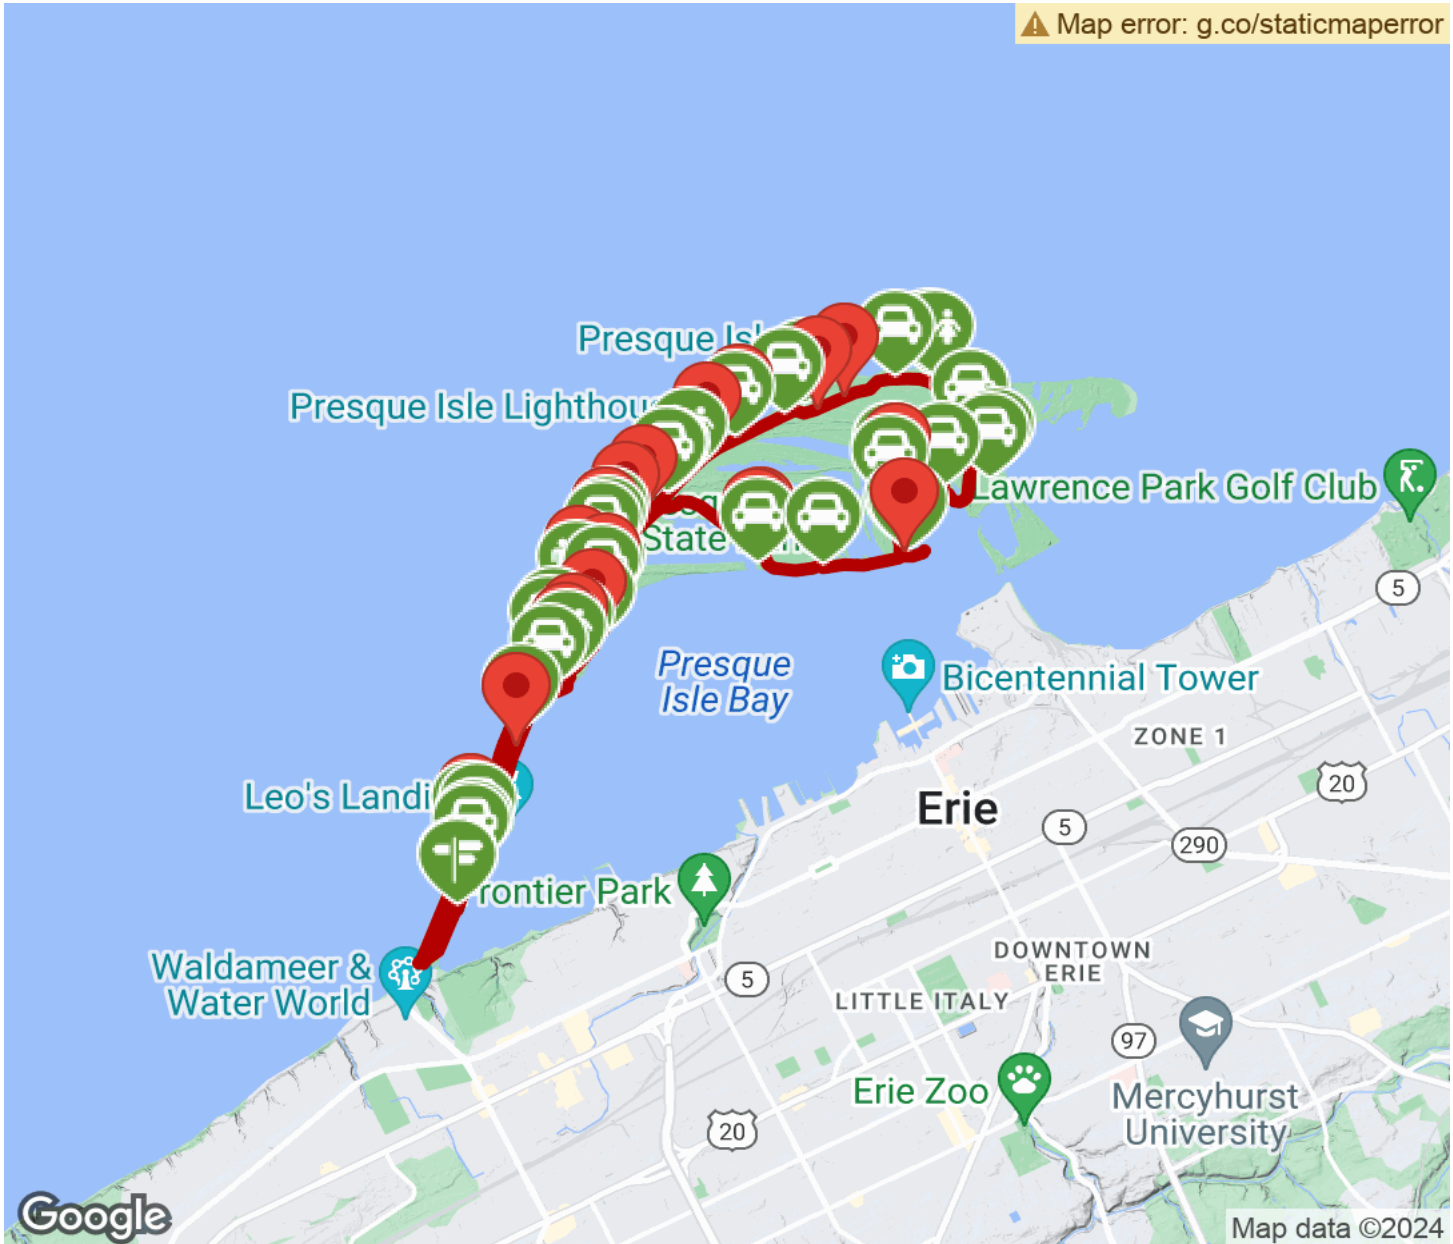 Map error: g.co/staticmaperror
Presque Isl
Presque Isle Lighthou
State
Lawrence Park Golf Club
5
Presque
Isle Bay
Bicentennial Tower
ZONE 1
20
Leo's Landi
Erie
5
290
rontier Park
DOWNTOWN
ERIE
Waldameer &
Water World
5
LITTLE ITALY
97
Erie Zoo
Mercyhurst
University
20
Google
Map data ©2024